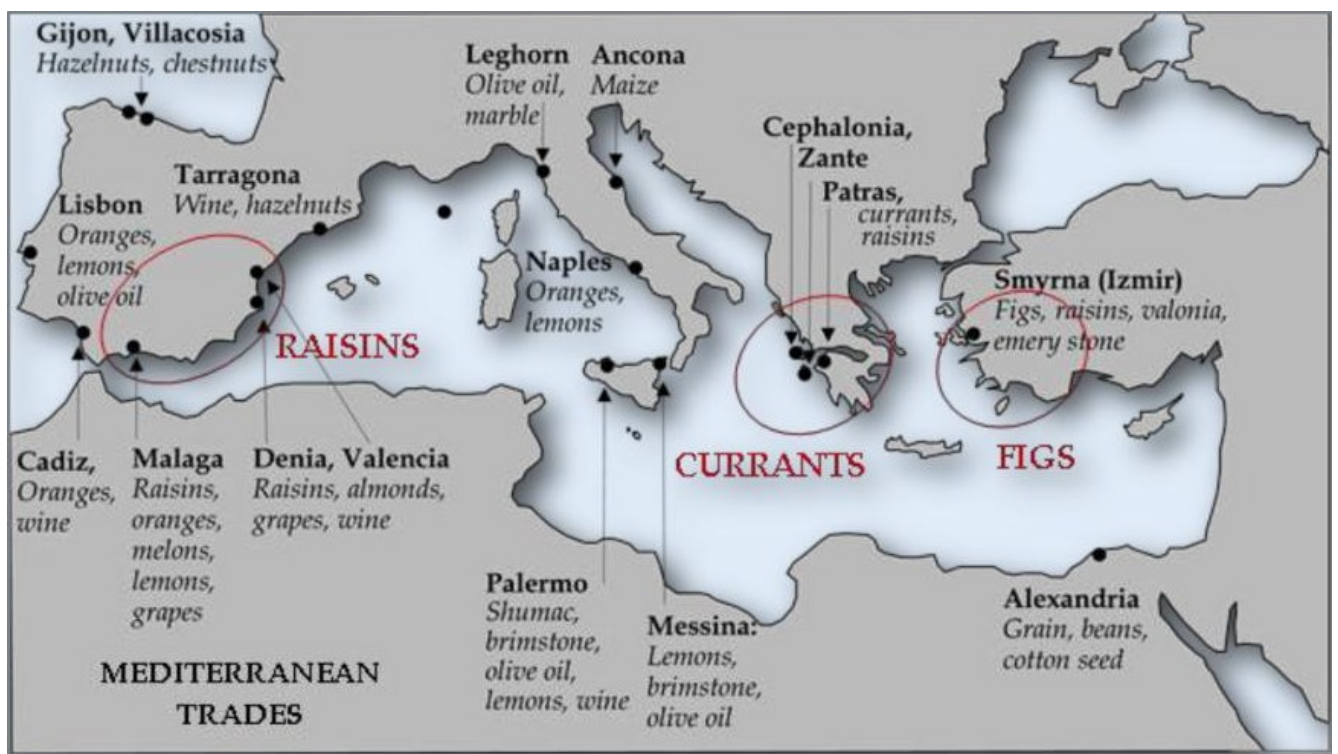 Gijon, Villacosia
Hazelnuts, chestnuts
Leghorn
Olive oil,
marble
Ancona
Maize
Cephalonia,
Zante
Patras,
currants,
raisins
Tarragona
Wine, hazelnuts
Lisbon
Oranges,
lemons,
olive oil
Naples
Oranges,
lemons
Smyrna (Izmir)
Figs, raisins, valonia,
emery stone
RAISINS
CURRANTS
FIGS
Cadiz,
Oranges,
wine
Malaga
Raisins,
oranges,
melons,
lemons,
grapes
Denia, Valencia
Raisins, almonds,
grapes, wine
Palermo
Shumac,
brimstone,
olive oil,
lemons, wine
Messina:
Lemons,
brimstone,
olive oil
Alexandria
Grain, beans,
cotton seed
MEDITERRANEAN
TRADES